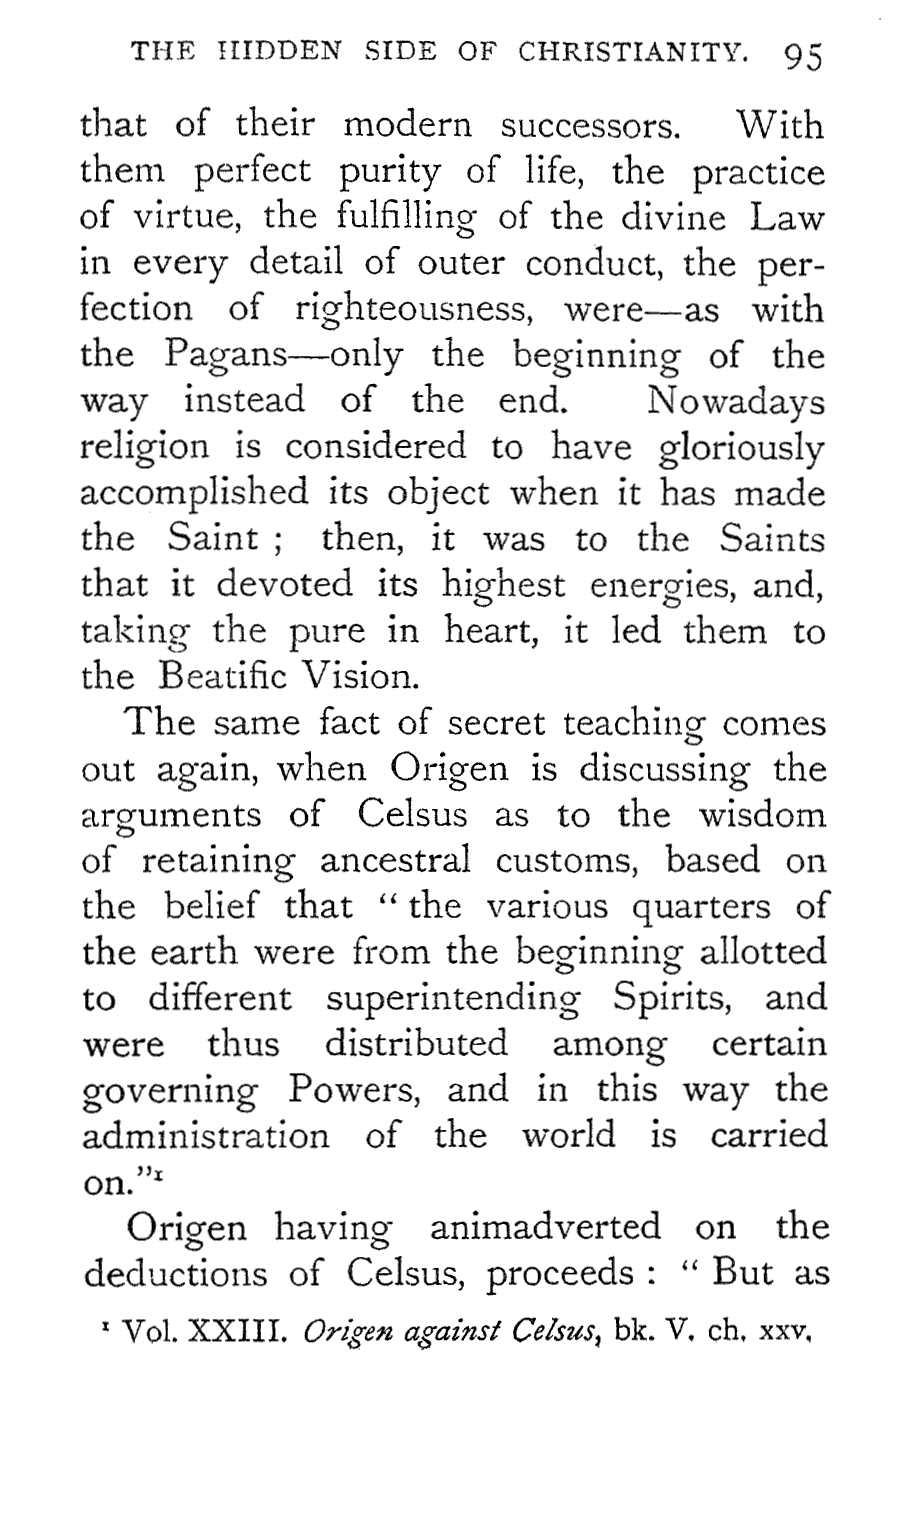 THE HIDDEN SIDE OF CHRISTIANITY. 95
that of their modern successors. With
them perfect purity of life, the practice
of virtue, the fulfilling of the divine Law
in every detail of outer conduct, the per-
fection of righteousness, were—as with
the Pagans—only the beginning of the
way instead of the end. Nowadays
religion is considered to have gloriously
accomplished its object when it has made
the Saint ; then, it was to the Saints
that it devoted its highest energies, and,
taking the pure in heart, it led them to
the Beatific Vision.
The same fact of secret teaching comes
out again, when Origen is discussing the
arguments of Celsus as to the wisdom
of retaining ancestral customs, based on
the belief that “ the various quarters of
the earth were from the beginning allotted
to different superintending Spirits, and
were thus distributed among certain
governing Powers, and in this way the
administration of the world is carried
on.”¹
Origen having animadverted on the
deductions of Celsus, proceeds : “ But as
¹ Vol. XXIII. Origen against Celsus, bk. V. ch. xxv.